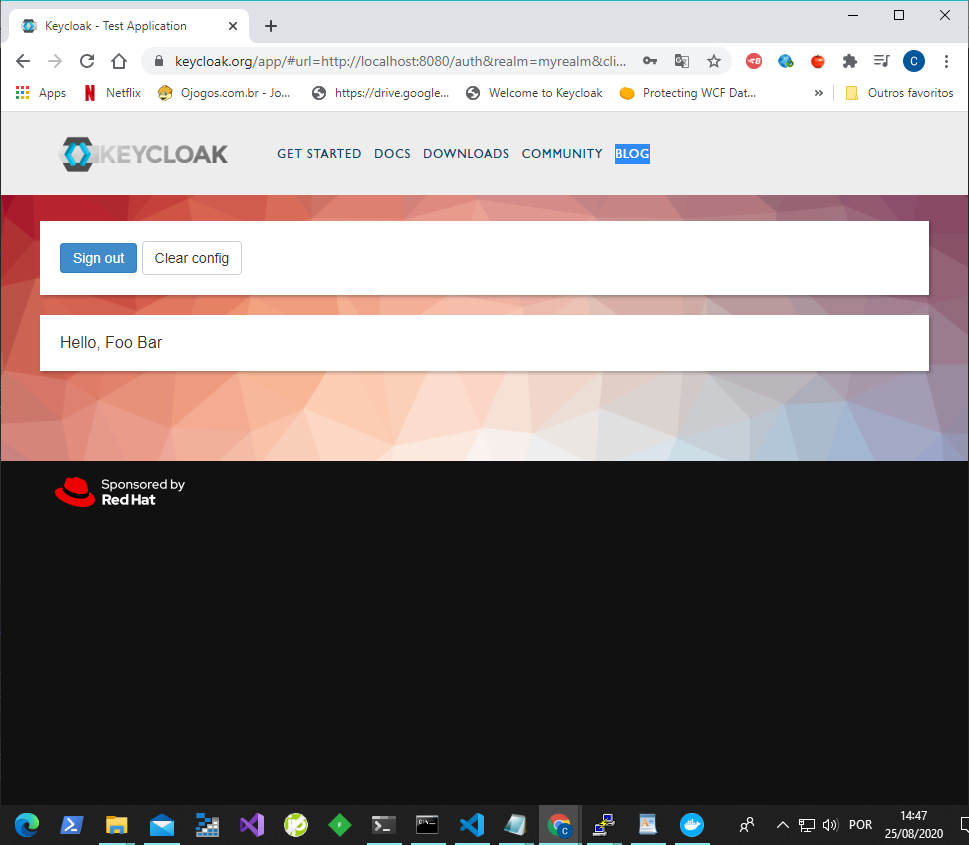 Keycloak - Test Application
keycloak.org/app/#url=http://localhost:8080/auth&realm=myrealm&cli...
Apps Netflix Ojogos.com.br - Jo... https://drive.google... Welcome to Keycloak Protecting WCF Dat... » Outros favoritos
KEYCLOAK GET STARTED DOCS DOWNLOADS COMMUNITY BLOG
Sign out Clear config
Hello, Foo Bar
Sponsored by
Red Hat
POR
14:47
25/08/2020